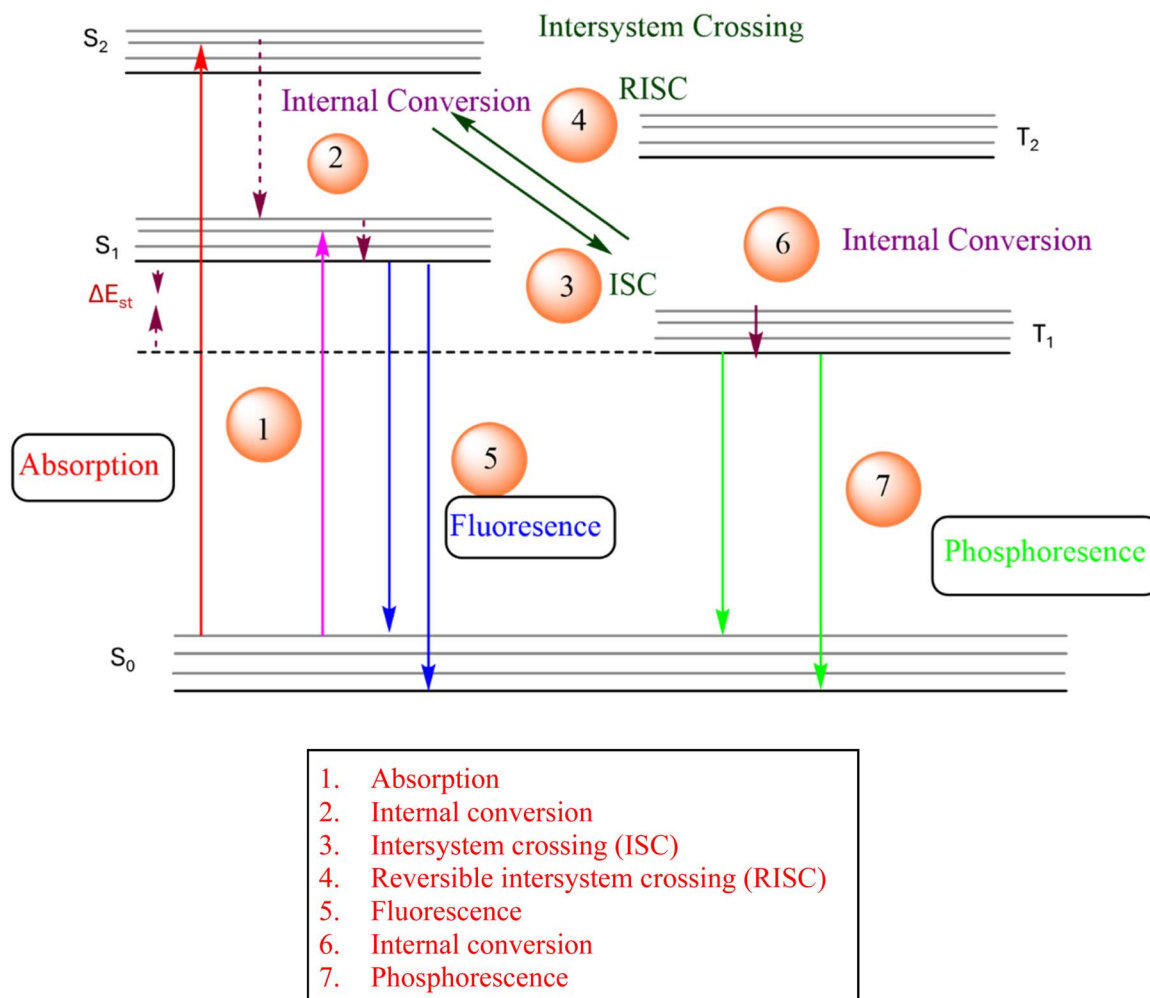 S2
Intersystem Crossing
RISC
Internal Conversion
4
T2
2
6
Internal Conversion
S1
3
ISC
ΔEst
T1
1
Absorption
5
Fluoresence
7
Phosphoresence
S0
1. Absorption
2. Internal conversion
3. Intersystem crossing (ISC)
4. Reversible intersystem crossing (RISC)
5. Fluorescence
6. Internal conversion
7. Phosphorescence